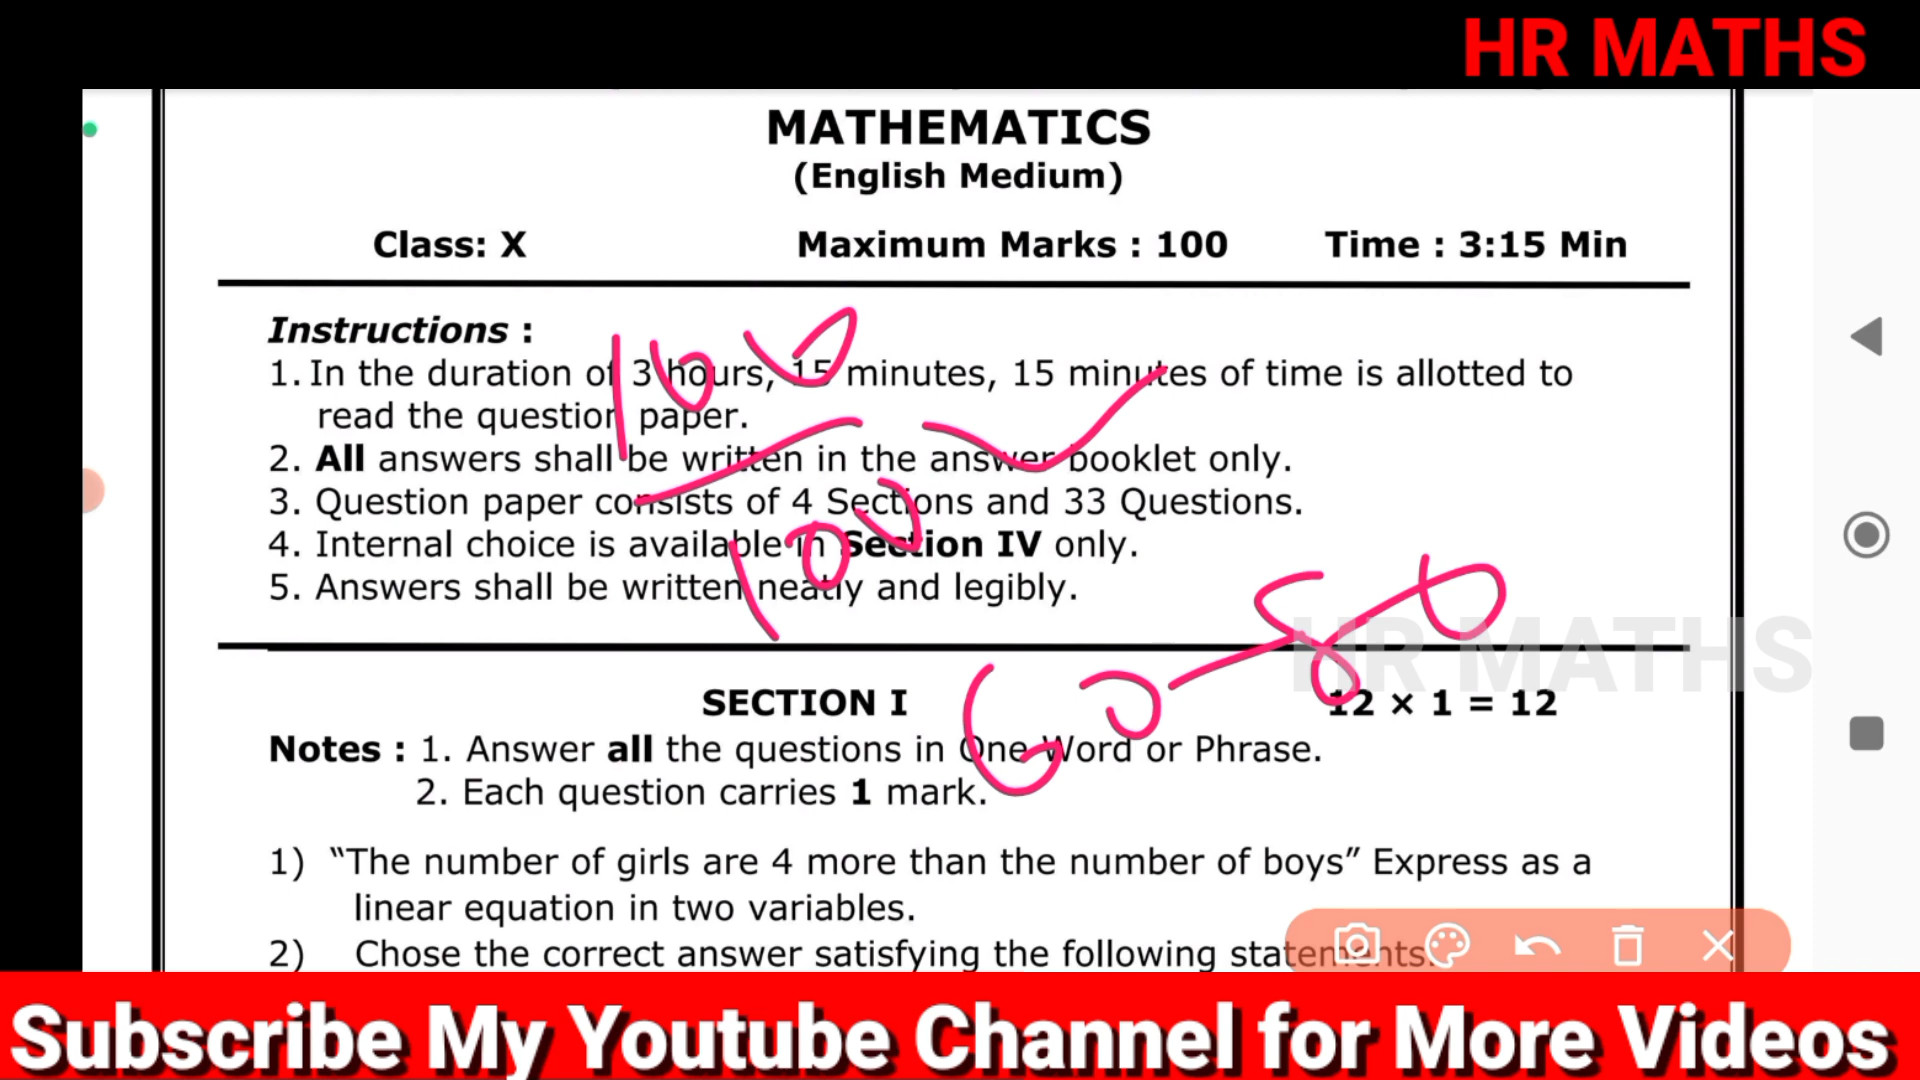 HR MATHS
MATHEMATICS
(English Medium)
Class: X Maximum Marks : 100 Time : 3:15 Min
Instructions :
1. In the duration of 3 hours, 15 minutes, 15 minutes of time is allotted to
read the question paper.
2. All answers shall be written in the answer booklet only.
3. Question paper consists of 4 Sections and 33 Questions.
4. Internal choice is available in Section IV only.
5. Answers shall be written neatly and legibly.
100
100
60-80
HR MATHS
SECTION I 12 × 1 = 12
Notes : 1. Answer all the questions in One Word or Phrase.
2. Each question carries 1 mark.
1) “The number of girls are 4 more than the number of boys” Express as a
linear equation in two variables.
2) Chose the correct answer satisfying the following statements.
Subscribe My Youtube Channel for More Videos